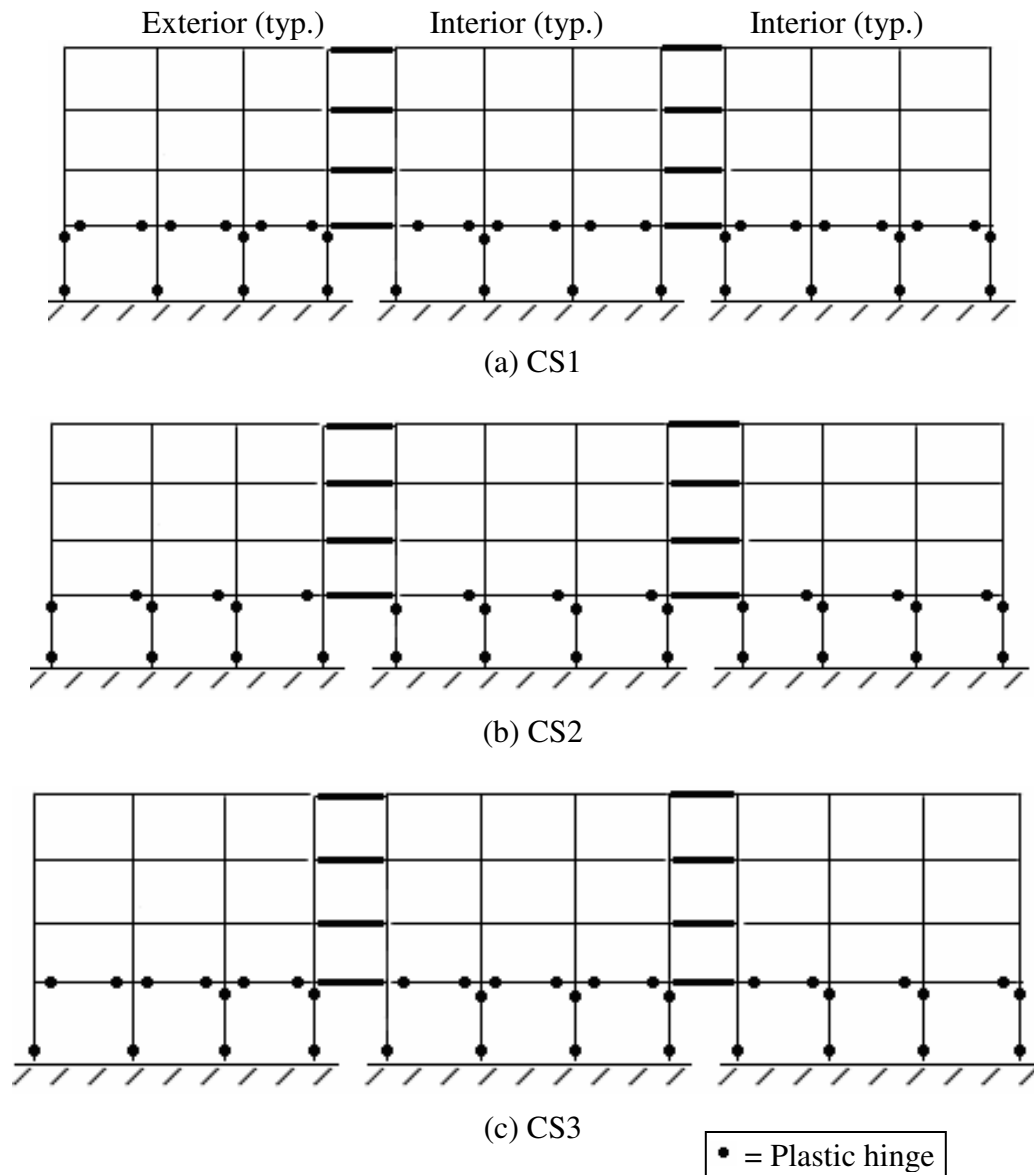 Exterior (typ.) Interior (typ.) Interior (typ.)
(a) CS1
(b) CS2
(c) CS3
= Plastic hinge